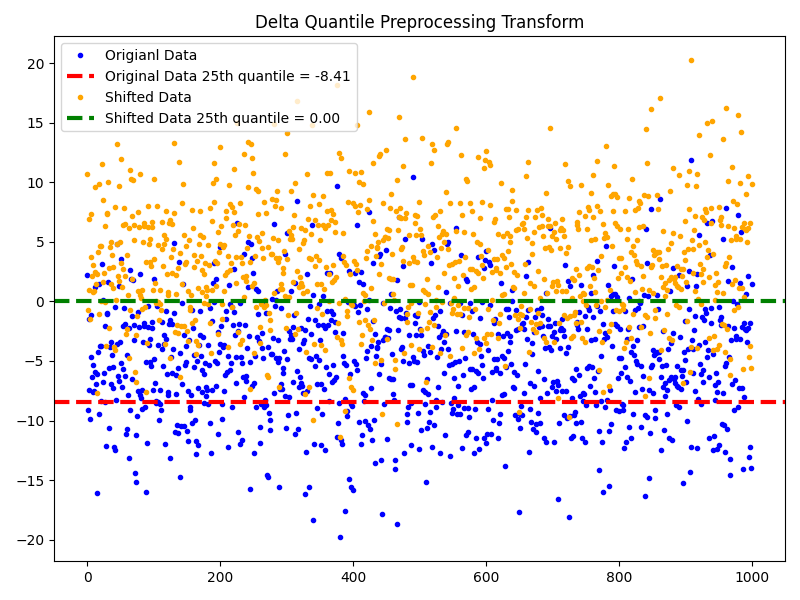 Delta Quantile Preprocessing Transform
Origianl Data
Original Data 25th quantile = -8.41
Shifted Data
Shifted Data 25th quantile = 0.00
20
15
10
5
0
−5
−10
−15
−20
0 200 400 600 800 1000